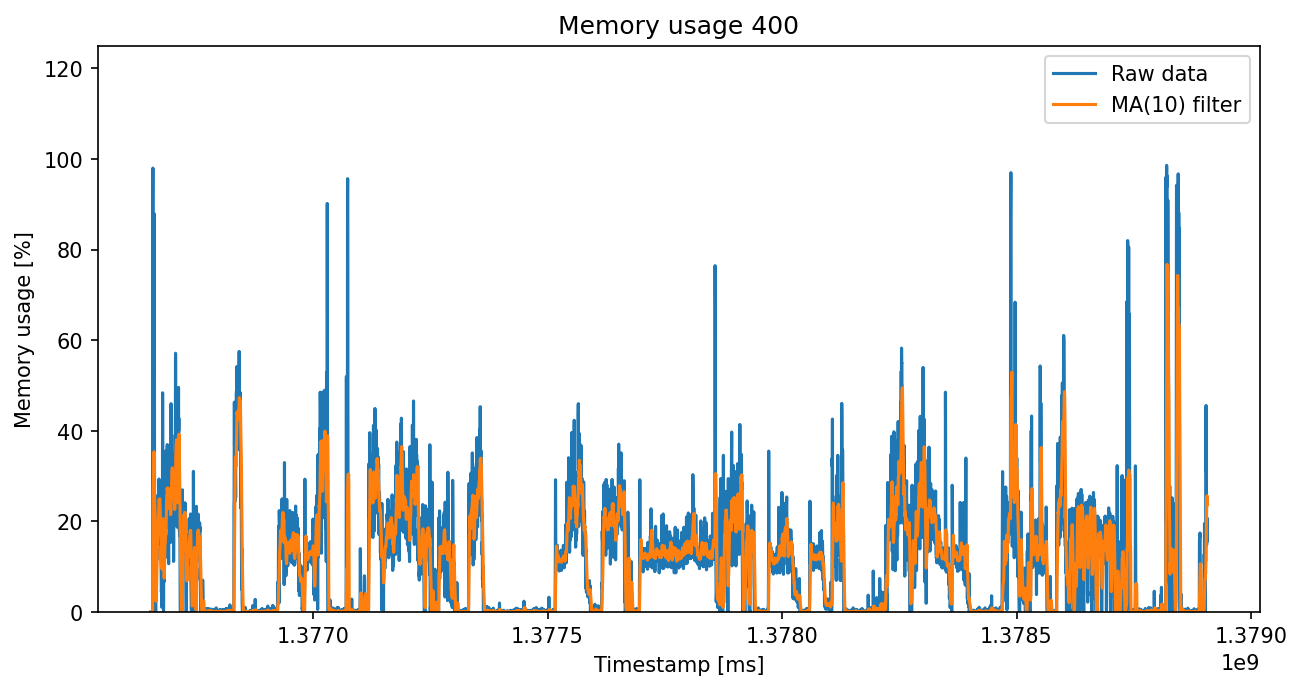 Memory usage 400
120
100
80
60
40
20
0
Memory usage [%]
Raw data
MA(10) filter
1.3770
1.3775
1.3780
1.3785
1.3790
1e9
Timestamp [ms]